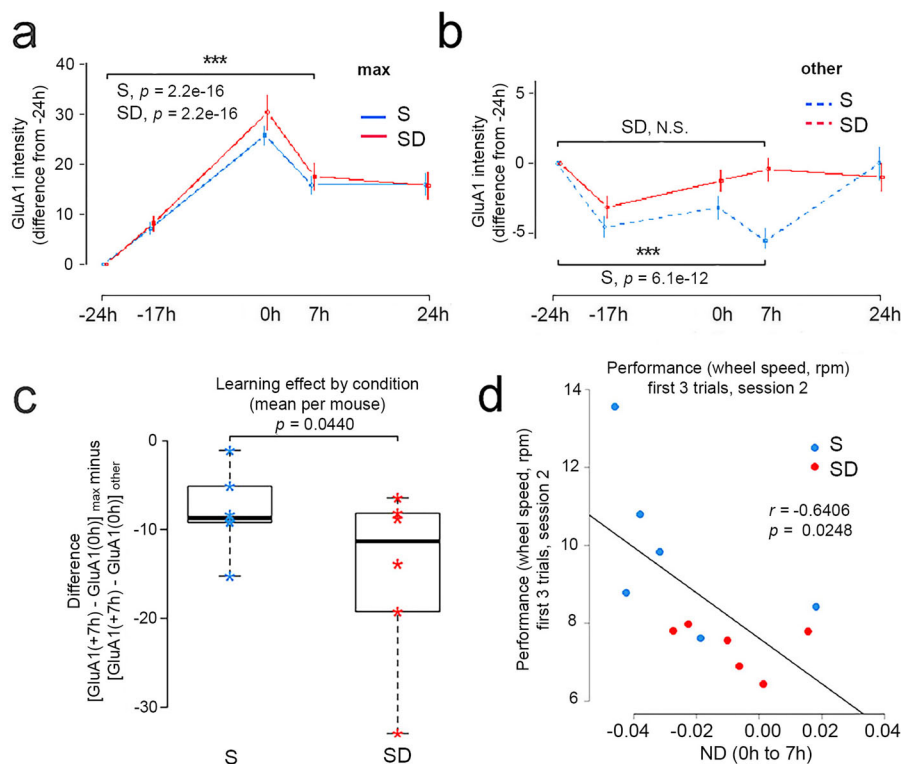 a
GluA1 intensity
(difference from -24h)
40
30
20
10
0
***
S, p = 2.2e-16
SD, p = 2.2e-16
max
S
SD
-24h
-17h
0h
7h
24h
b
GluA1 intensity
(difference from -24h)
5
0
-5
other
S
SD
SD, N.S.
***
S, p = 6.1e-12
-24h
-17h
0h
7h
24h
c
Learning effect by condition
(mean per mouse)
p = 0.0440
Difference
[GluA1(+7h) - GluA1(0h)] max minus
[GluA1(+7h) - GluA1(0h)] other
0
-10
-20
-30
S
SD
d
Performance (wheel speed, rpm)
first 3 trials, session 2
Performance (wheel speed, rpm)
first 3 trials, session 2
14
12
10
8
6
S
SD
r = -0.6406
p = 0.0248
-0.04
-0.02
0.00
0.02
0.04
ND (0h to 7h)